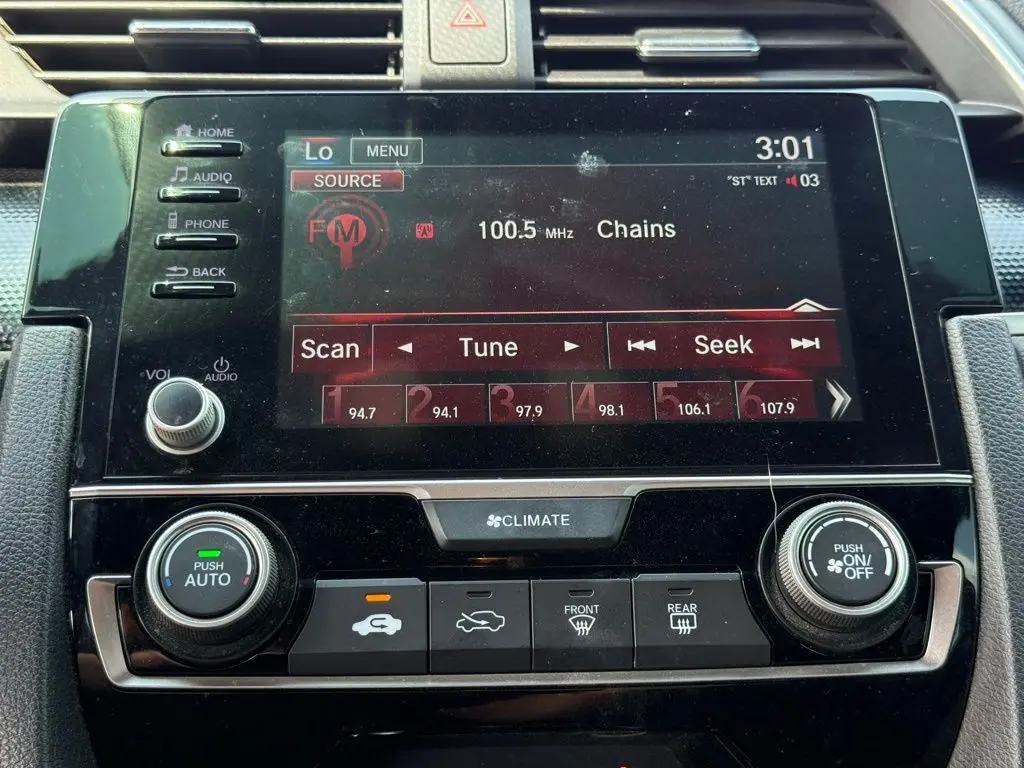 HOME
AUDIO
PHONE
BACK
VOL
AUDIO
Lo MENU 3:01
SOURCE "ST" TEXT 03
FM 100.5 MHz Chains
Scan Tune Seek
1 94.7 2 94.1 3 97.9 4 98.1 5 106.1 6 107.9
CLIMATE
PUSH
AUTO
FRONT
REAR
PUSH
ON/
OFF